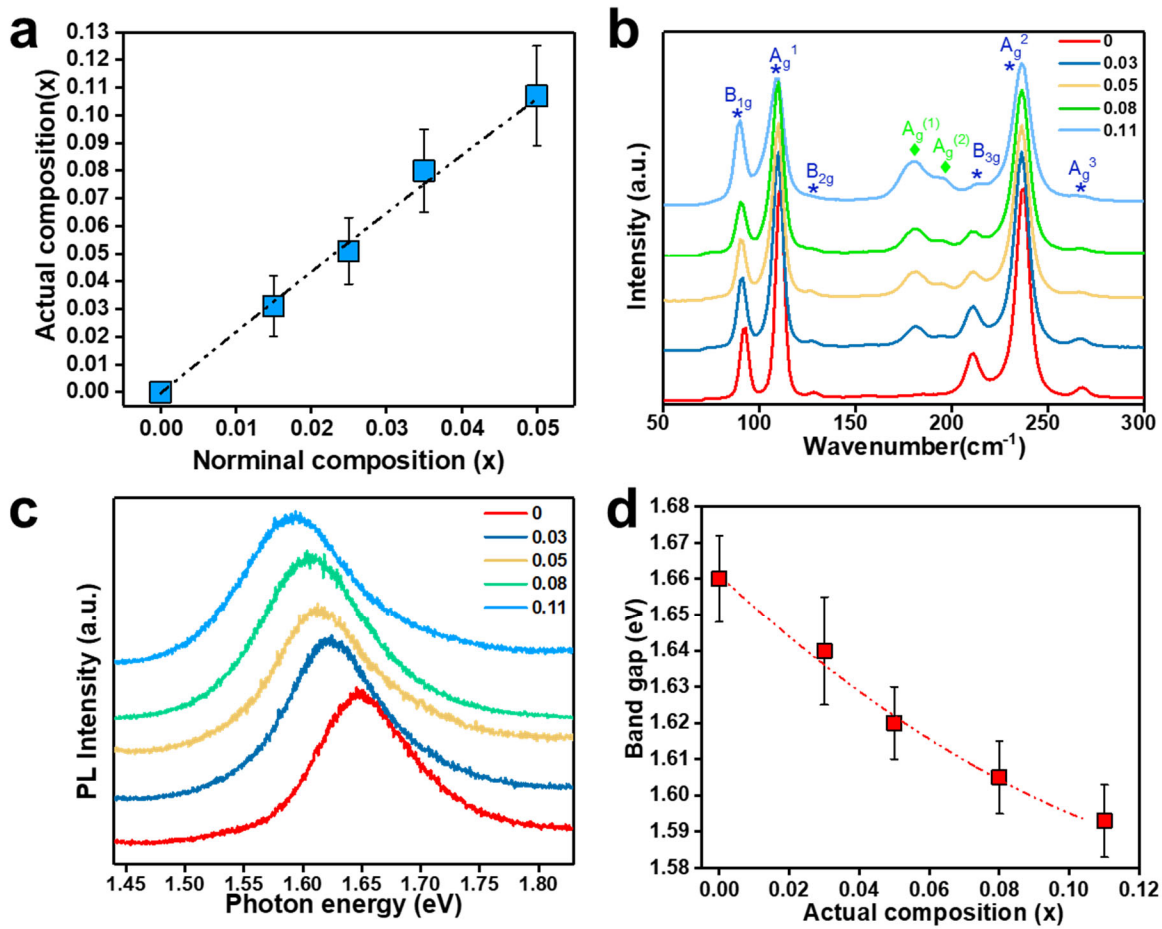 a
Actual composition(x)
0.13
0.12
0.11
0.10
0.09
0.08
0.07
0.06
0.05
0.04
0.03
0.02
0.01
0.00
0.00 0.01 0.02 0.03 0.04 0.05
Norminal composition (x)
b
Intensity (a.u.)
B1g
Ag1
B2g
Ag(1)
Ag(2)
B3g
Ag2
Ag3
0
0.03
0.05
0.08
0.11
50 100 150 200 250 300
Wavenumber(cm-1)
c
PL Intensity (a.u.)
0
0.03
0.05
0.08
0.11
1.45 1.50 1.55 1.60 1.65 1.70 1.75 1.80
Photon energy (eV)
d
Band gap (eV)
1.68
1.67
1.66
1.65
1.64
1.63
1.62
1.61
1.60
1.59
1.58
0.00 0.02 0.04 0.06 0.08 0.10 0.12
Actual composition (x)